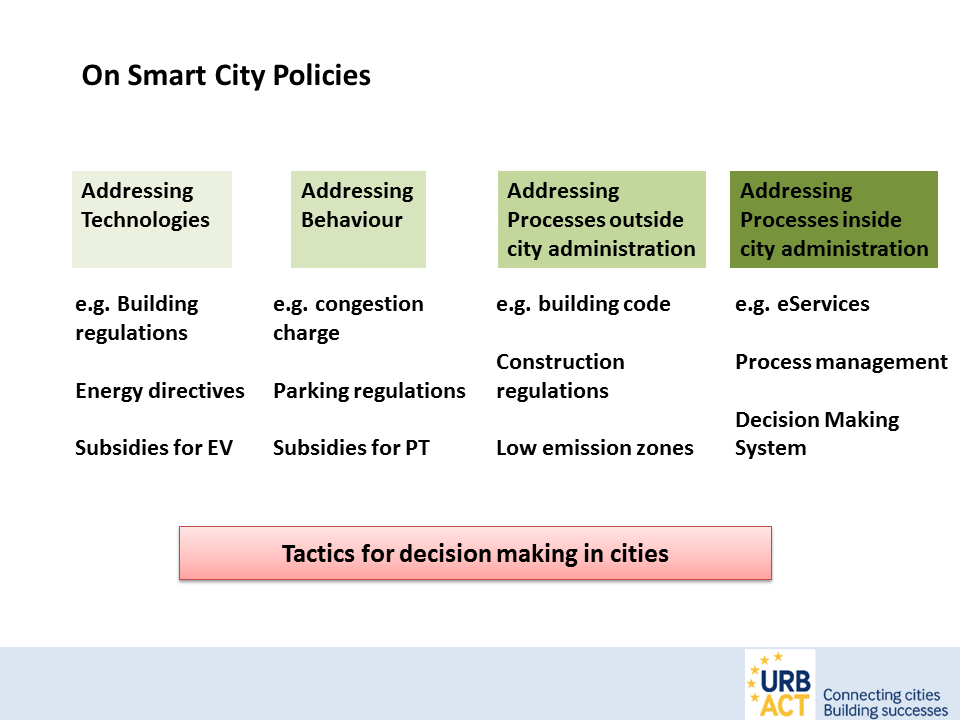 On Smart City Policies
Addressing
Technologies
e.g. Building
regulations
Energy directives
Subsidies for EV
Addressing
Behaviour
e.g. congestion
charge
Parking regulations
Subsidies for PT
Addressing
Processes outside
city administration
e.g. building code
Construction
regulations
Low emission zones
Addressing
Processes inside
city administration
e.g. eServices
Process management
Decision Making
System
Tactics for decision making in cities
URB
ACT
Connecting cities
Building successes